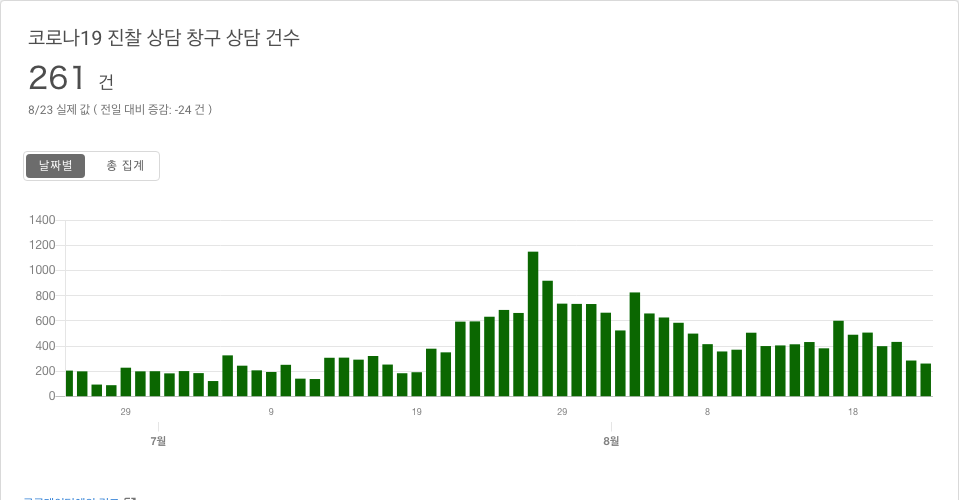 코로나19 진찰 상담 창구 상담 건수
261 건
8/23 실제 값 ( 전일 대비 증감: -24 건 )
날짜별 총 집계
1400
1200
1000
800
600
400
200
0
29 9 19 29 8 18
7월 8월